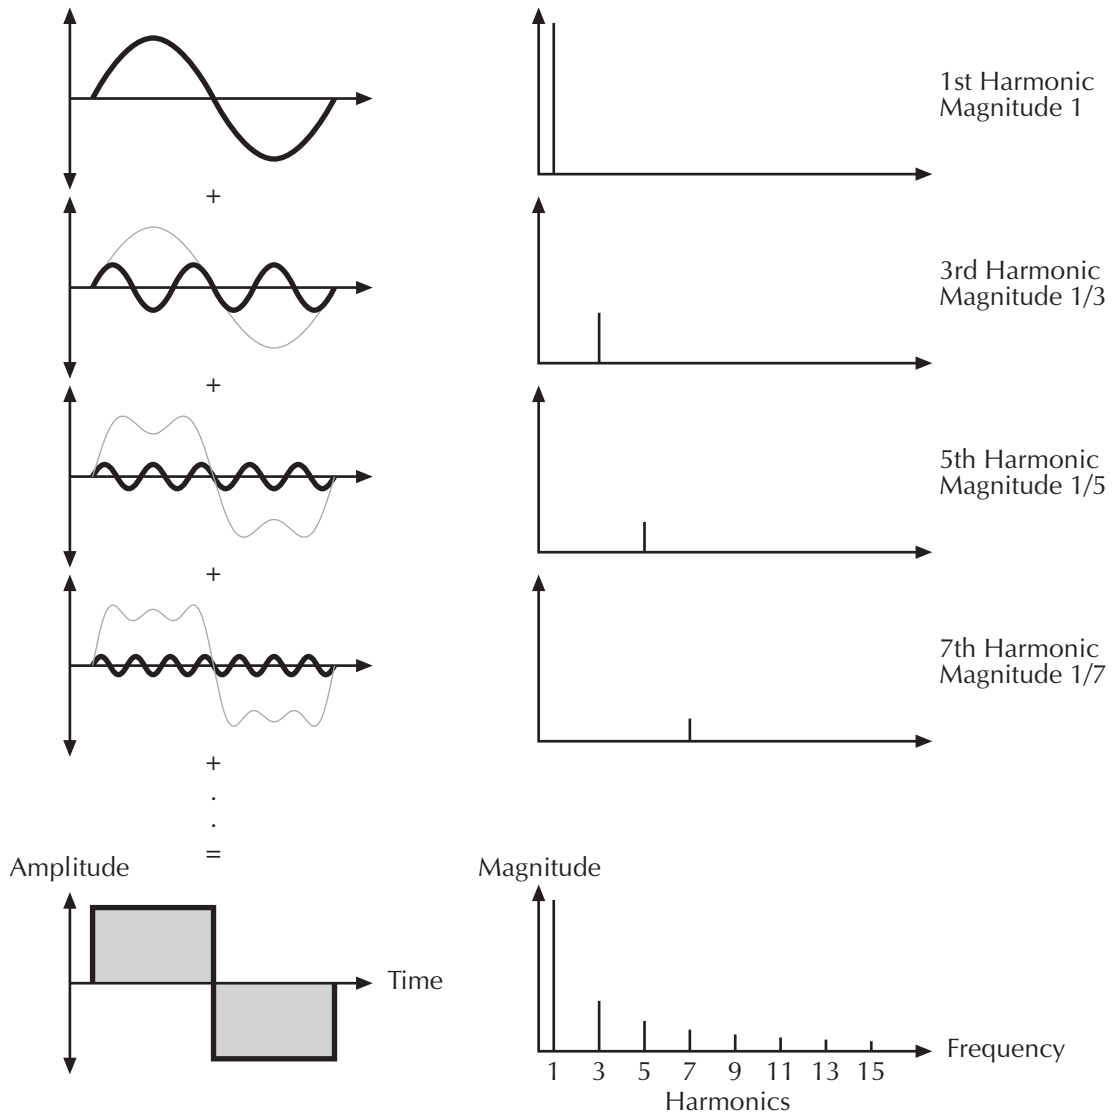 1st Harmonic
Magnitude 1
+
3rd Harmonic
Magnitude 1/3
+
5th Harmonic
Magnitude 1/5
+
7th Harmonic
Magnitude 1/7
+
.
.
=
Amplitude
Time
Magnitude
Frequency
1 3 5 7 9 11 13 15
Harmonics